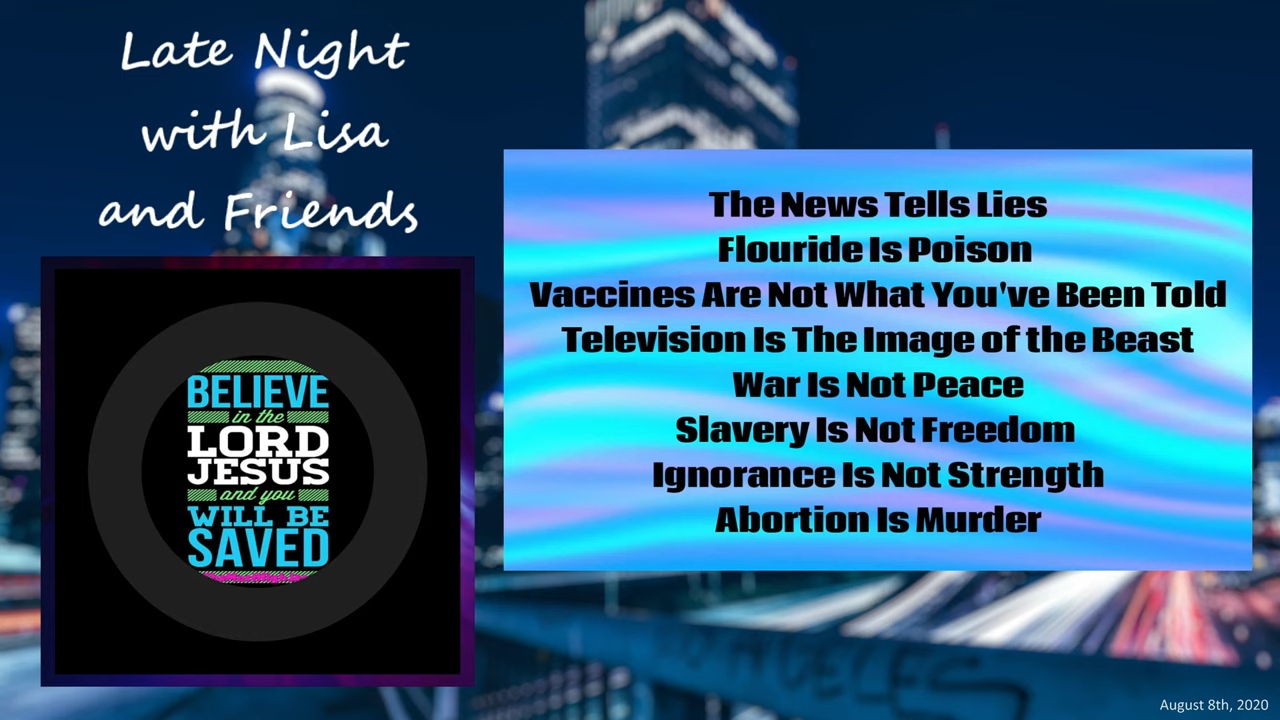 Late Night
with Lisa
and Friends
The News Tells Lies
Flouride Is Poison
Vaccines Are Not What You've Been Told
Television Is The Image of the Beast
War Is Not Peace
Slavery Is Not Freedom
Ignorance Is Not Strength
Abortion Is Murder
BELIEVE
in the
LORD
JESUS
and you
WILL BE
SAVED
August 8th, 2020